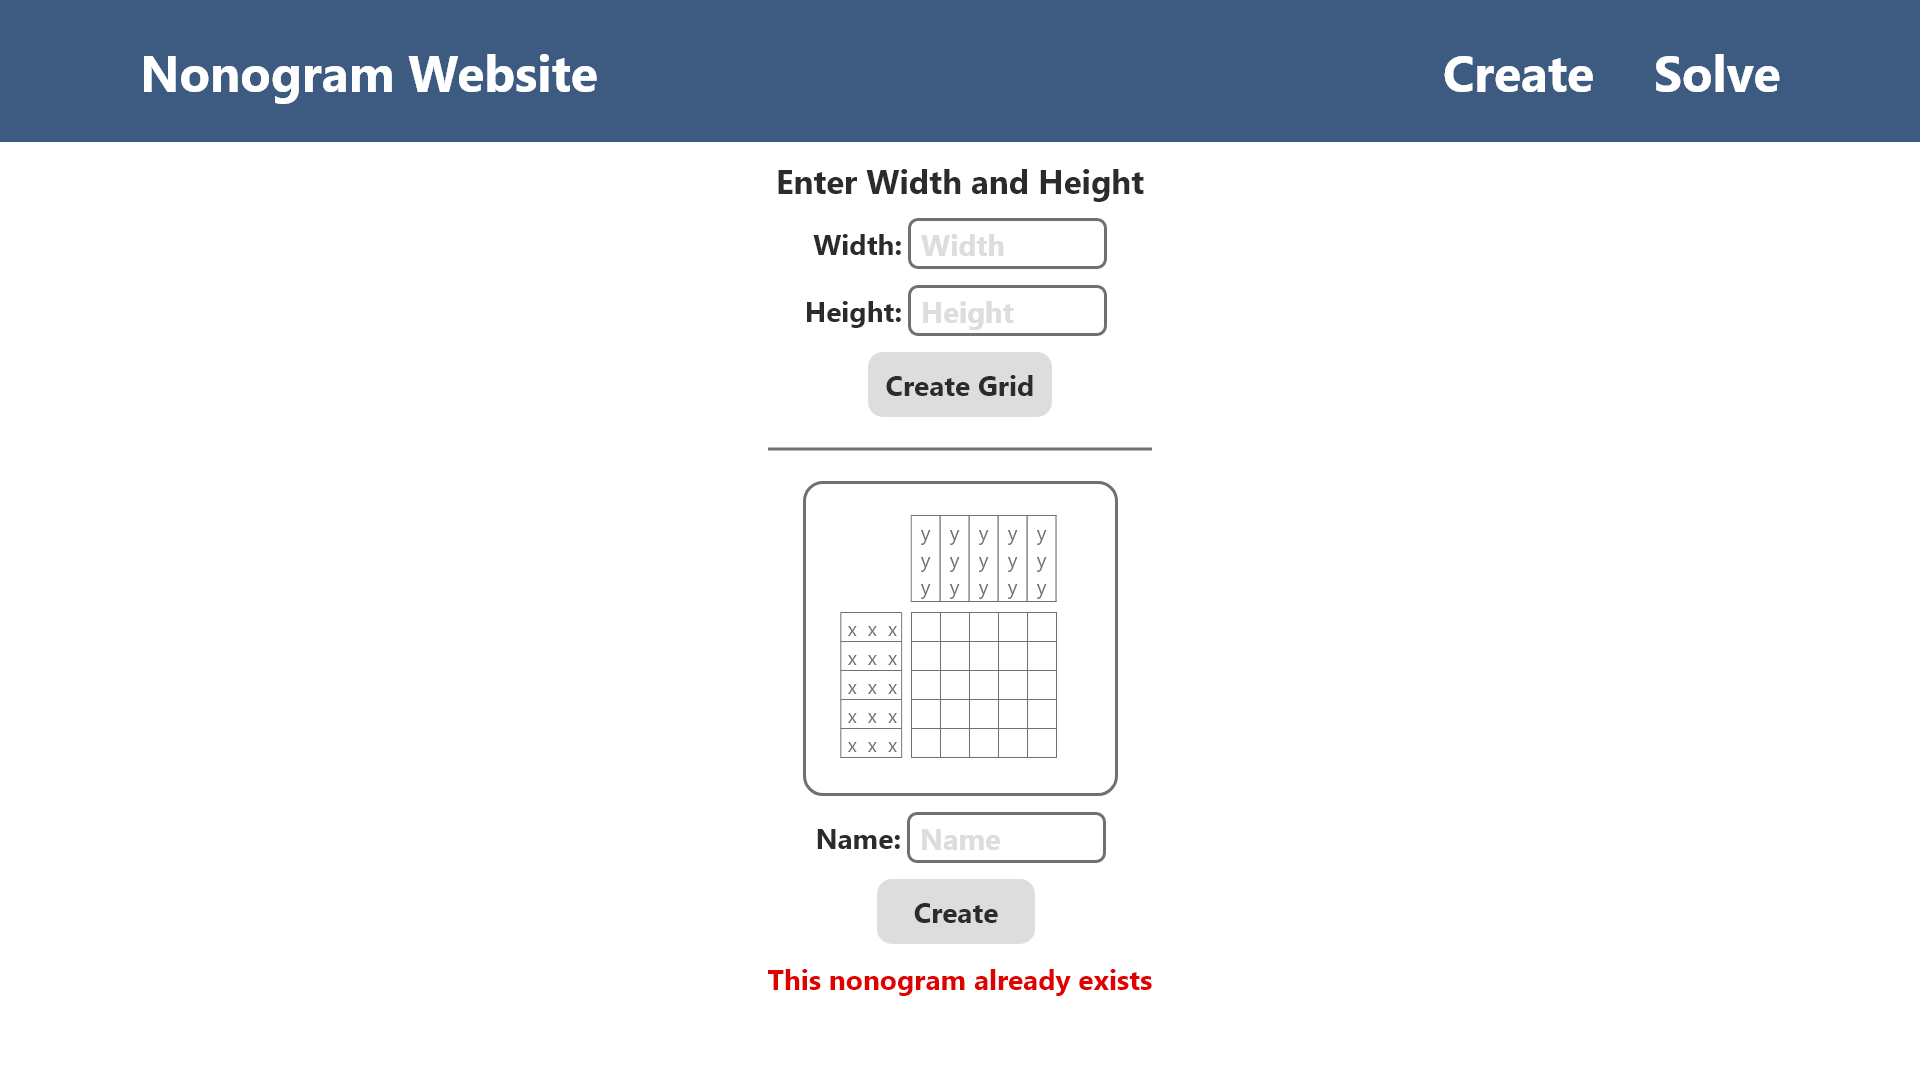 Nonogram Website Create Solve
Enter Width and Height
Width: Width
Height: Height
Create Grid
y y y y y
y y y y y
y y y y y
x x x
x x x
x x x
x x x
x x x
Name: Name
Create
This nonogram already exists